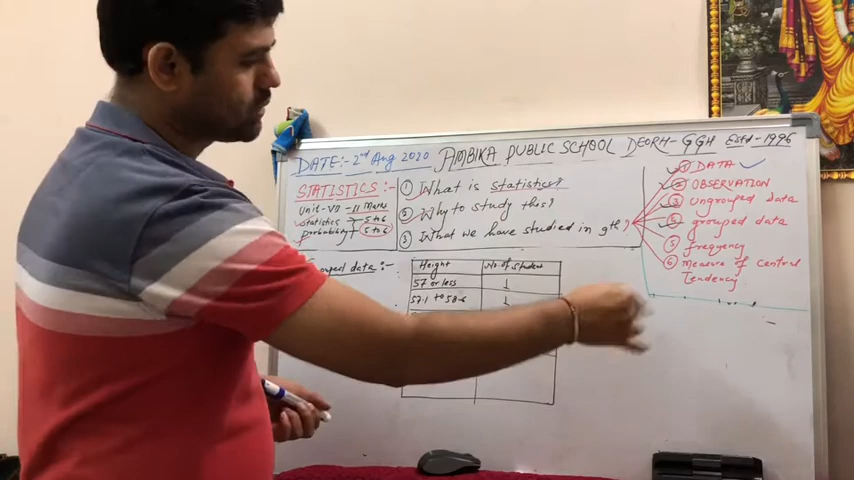 DATE:- 2nd Aug 2020 AMBIKA PUBLIC SCHOOL DEORH-GGH Estd-1996
STATISTICS:-
Unit-VII - 11 Marks
Statistics → 5 to 6
Probability → 5 to 6
① What is statistics?
② Why to study this?
③ What we have studied in 9th?
① DATA
② OBSERVATION
③ Ungrouped data
④ grouped data
⑤ frequency
⑥ Measure of central
Tendency
Grouped data:-
Height No. of Student
57 or less 1
57.1 to 58.6 1